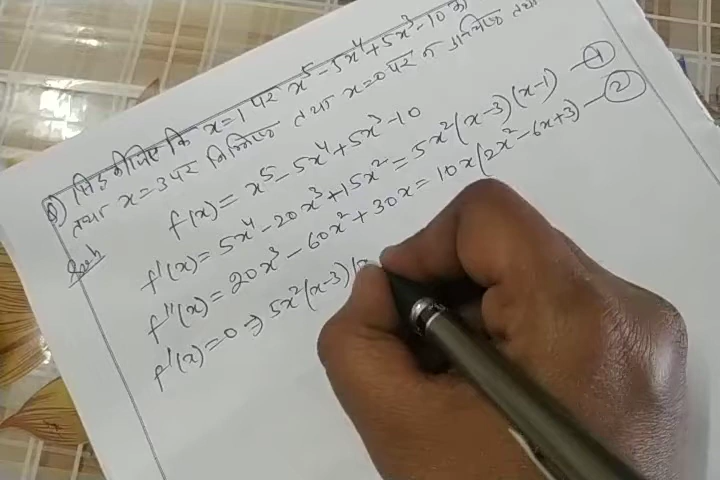 Q) सिद्ध कीजिए कि x=1 पर x⁵-5x⁴+5x³-10 का
तथा x=3 पर निम्निष्ठ तथा x=0 पर न उच्चिष्ठ तथा
Solⁿ f(x) = x⁵-5x⁴+5x³-10
f'(x) = 5x⁴-20x³+15x² = 5x²(x-3)(x-1) —①
f''(x) = 20x³-60x²+30x = 10x(2x²-6x+3) —②
f'(x)=0 ⇒ 5x²(x-3)(x